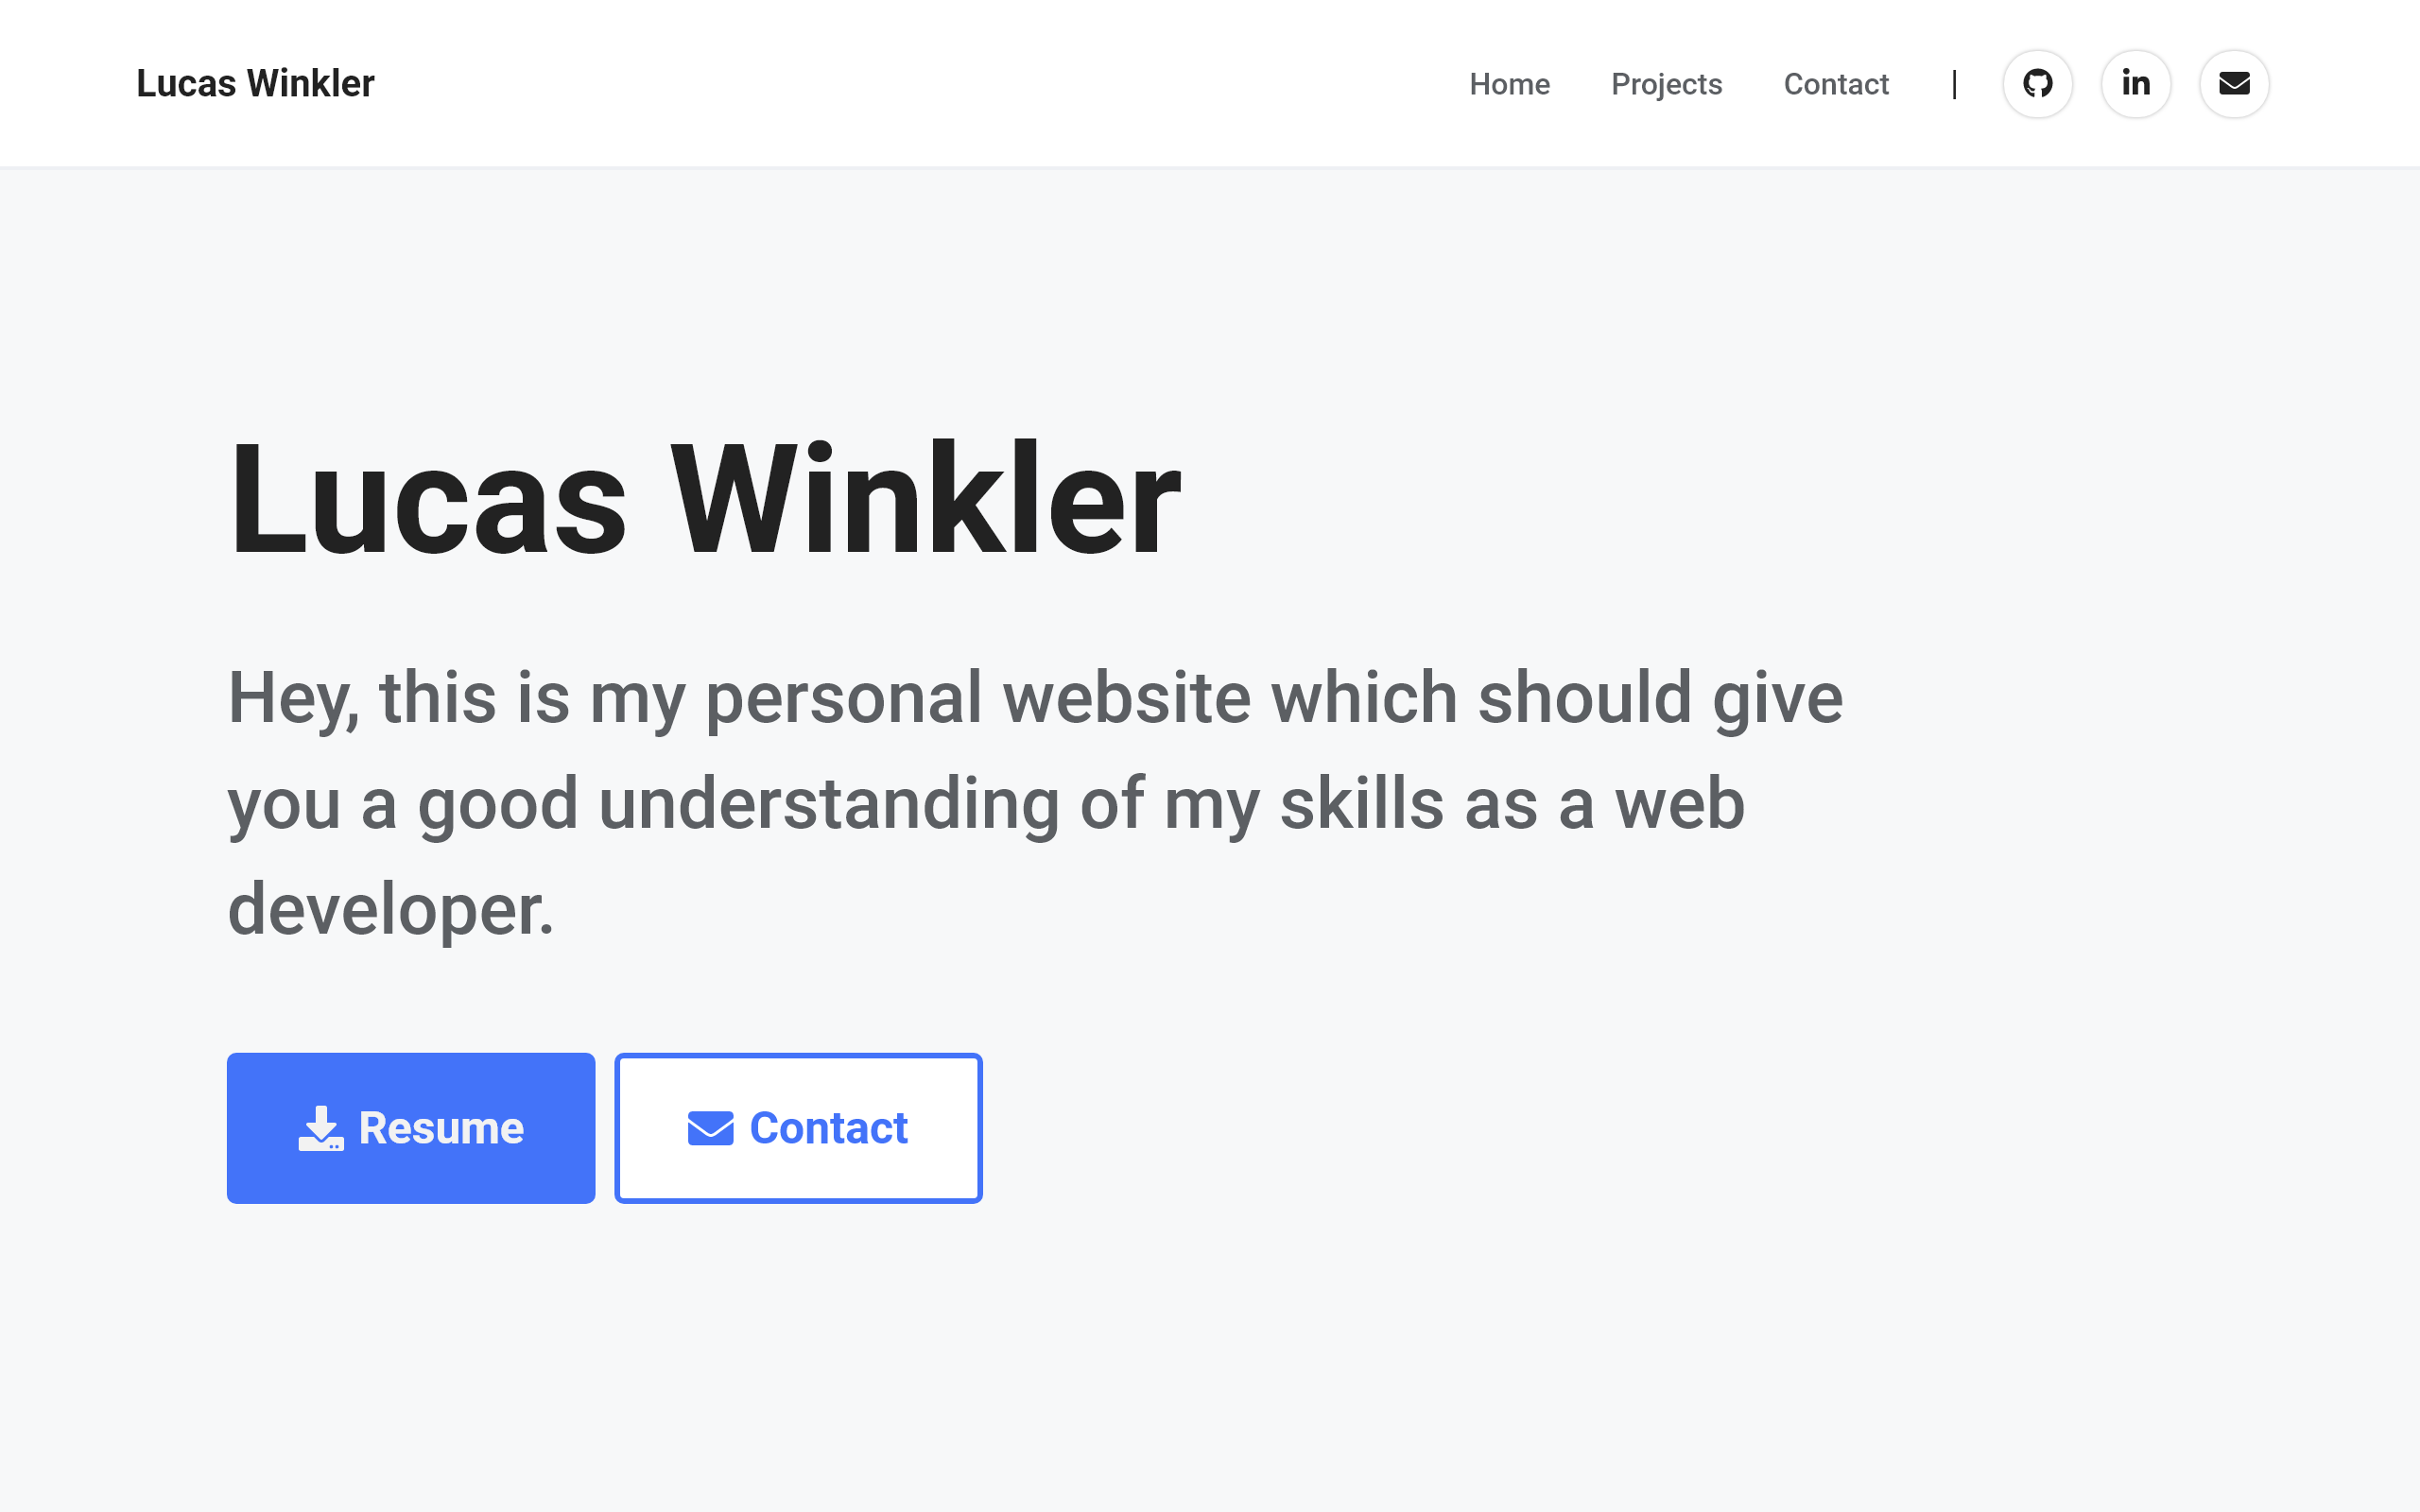 Lucas Winkler
Home Projects Contact |
Lucas Winkler
Hey, this is my personal website which should give
you a good understanding of my skills as a web
developer.
Resume Contact